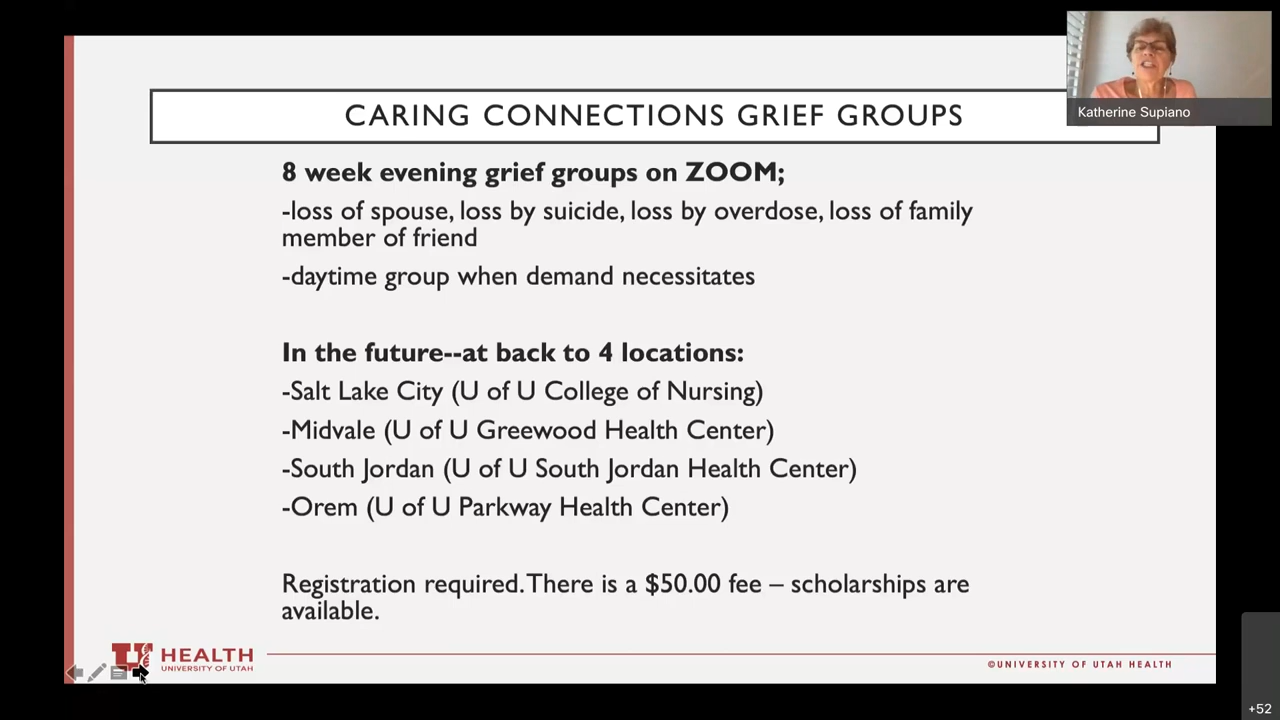 CARING CONNECTIONS GRIEF GROUPS
Katherine Supiano
8 week evening grief groups on ZOOM;
-loss of spouse, loss by suicide, loss by overdose, loss of family
member of friend
-daytime group when demand necessitates
In the future--at back to 4 locations:
-Salt Lake City (U of U College of Nursing)
-Midvale (U of U Greewood Health Center)
-South Jordan (U of U South Jordan Health Center)
-Orem (U of U Parkway Health Center)
Registration required. There is a $50.00 fee – scholarships are
available.
U HEALTH
UNIVERSITY OF UTAH
©UNIVERSITY OF UTAH HEALTH
+52